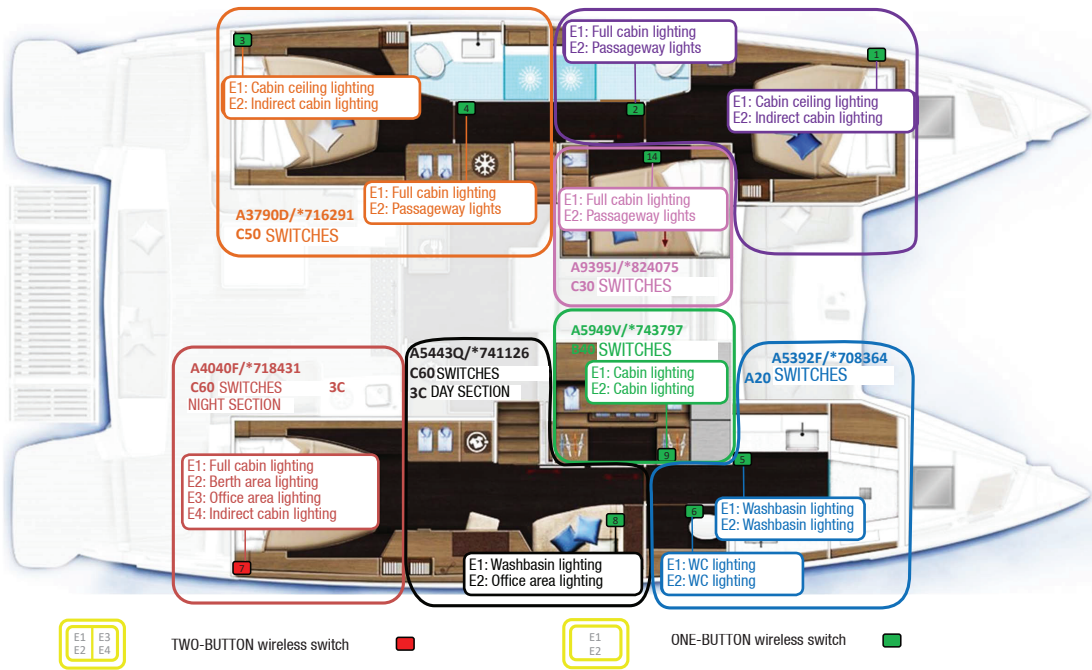 3
E1: Cabin ceiling lighting
E2: Indirect cabin lighting
4
E1: Full cabin lighting
E2: Passageway lights
A3790D/*716291
C50 SWITCHES
E1: Full cabin lighting
E2: Passageway lights
2
1
E1: Cabin ceiling lighting
E2: Indirect cabin lighting
14
E1: Full cabin lighting
E2: Passageway lights
A9395J/*824075
C30 SWITCHES
A5949V/*743797
SWITCHES
E1: Cabin lighting
E2: Cabin lighting
9
A5392F/*708364
A20 SWITCHES
5
E1: Washbasin lighting
E2: Washbasin lighting
6
E1: WC lighting
E2: WC lighting
A5443Q/*741126
C60 SWITCHES
3C DAY SECTION
8
E1: Washbasin lighting
E2: Office area lighting
A4040F/*718431
C60 SWITCHES 3C
NIGHT SECTION
E1: Full cabin lighting
E2: Berth area lighting
E3: Office area lighting
E4: Indirect cabin lighting
7
E1 E3
E2 E4
TWO-BUTTON wireless switch
E1
E2
ONE-BUTTON wireless switch